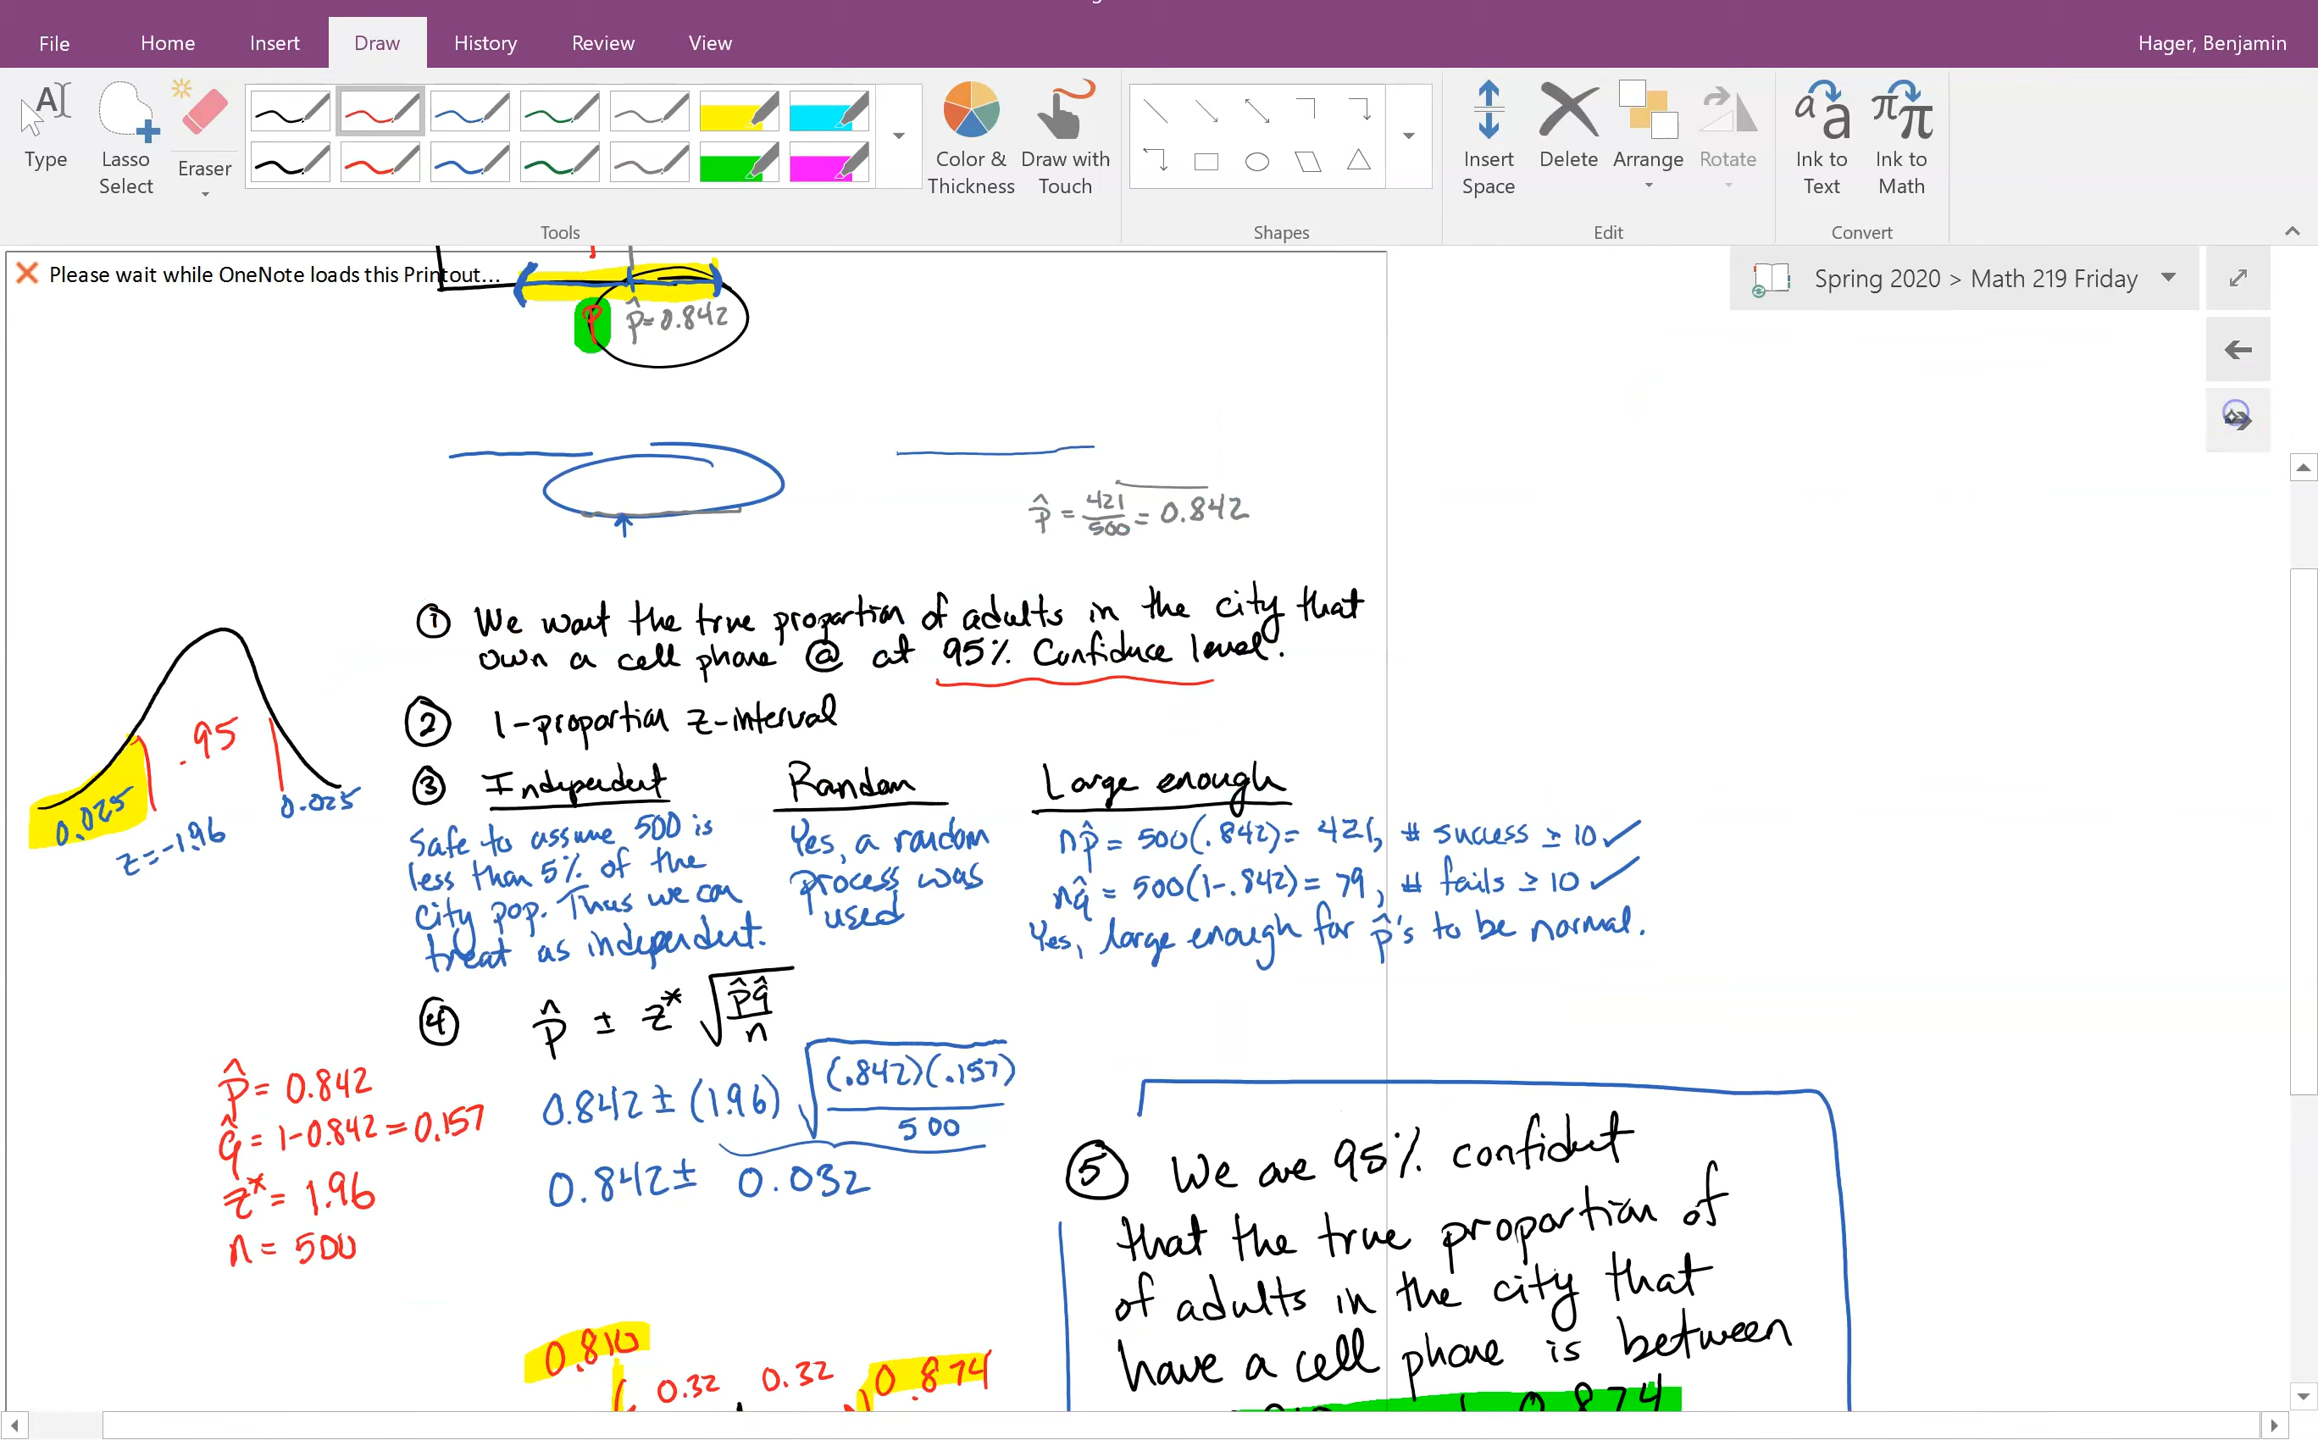 File Home Insert Draw History Review View Hager, Benjamin
Type
Lasso Select
Eraser
Color & Thickness
Draw with Touch
Insert Space
Delete
Arrange
Rotate
Ink to Text
Ink to Math
Tools Shapes Edit Convert
Please wait while OneNote loads this Printout...
Spring 2020 > Math 219 Friday
p p̂ = 0.842
p̂ = 421/500 = 0.842
① We want the true proportion of adults in the city that
own a cell phone @ at 95% Confidence level.
② 1-proportion z-interval
.95
0.025 0.025
z = -1.96
③ Independent Random Large enough
Safe to assume 500 is
less than 5% of the
city pop. Thus we can
treat as independent.
Yes, a random
process was
used
np̂ = 500(.842) = 421, # success ≥ 10 ✓
nq̂ = 500(1-.842) = 79, # fails ≥ 10 ✓
Yes, large enough for p̂'s to be normal.
④ p̂ ± z* √(p̂q̂/n)
p̂ = 0.842
q̂ = 1-0.842 = 0.157
z* = 1.96
n = 500
0.842 ± (1.96) √((.842)(.157)/500)
0.842 ± 0.032
0.810 ( 0.32 0.32 ) 0.874
⑤ We are 95% confident
that the true proportion of
of adults in the city that
have a cell phone is between
0.874